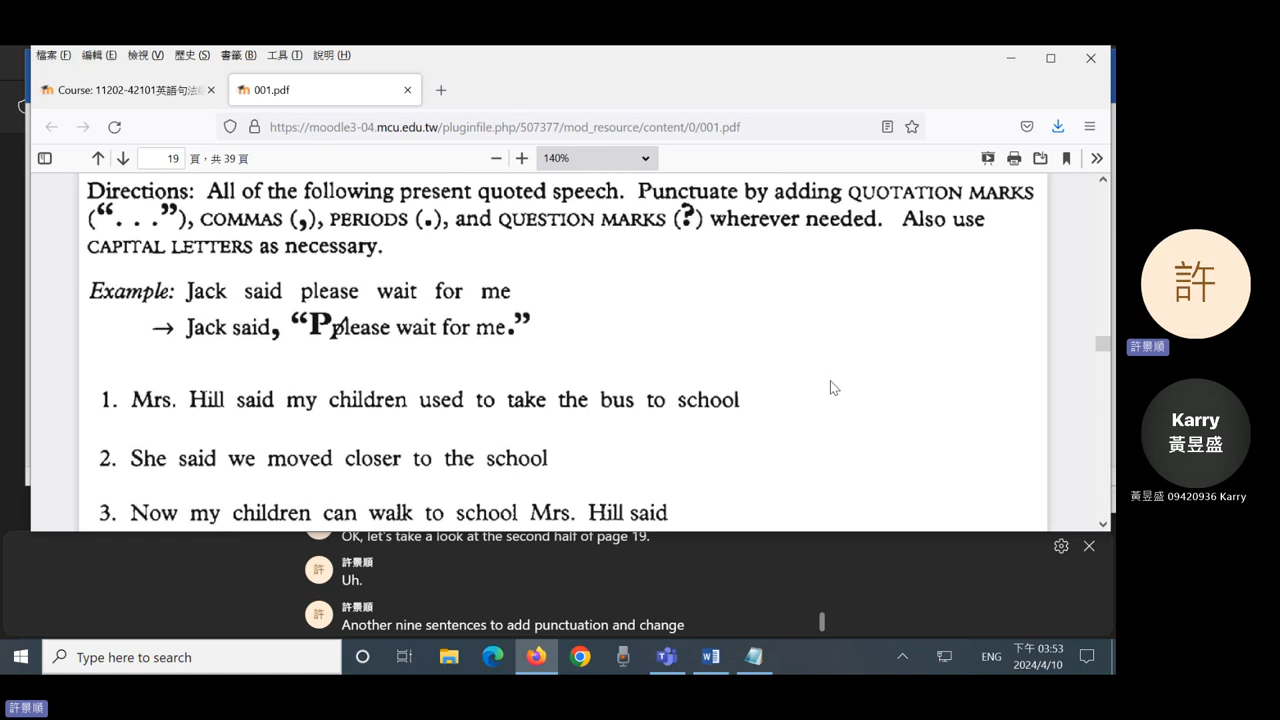 檔案 (F) 編輯 (E) 檢視 (V) 歷史 (S) 書籤 (B) 工具 (T) 說明 (H)
Course: 11202-42101英語句法 001.pdf
https://moodle3-04.mcu.edu.tw/pluginfile.php/507377/mod_resource/content/0/001.pdf
19 頁，共 39 頁 140%
Directions: All of the following present quoted speech. Punctuate by adding QUOTATION MARKS
(“. . .”), COMMAS (,), PERIODS (.), and QUESTION MARKS (?) wherever needed. Also use
CAPITAL LETTERS as necessary.
Example: Jack said please wait for me
→ Jack said, “Pplease wait for me.”
1. Mrs. Hill said my children used to take the bus to school
2. She said we moved closer to the school
3. Now my children can walk to school Mrs. Hill said
許
許景順
Karry
黃昱盛
黃昱盛 09420936 Karry
OK, let's take a look at the second half of page 19.
許景順
許 Uh.
許景順
許 Another nine sentences to add punctuation and change
Type here to search
ENG
下午 03:53
2024/4/10
許景順